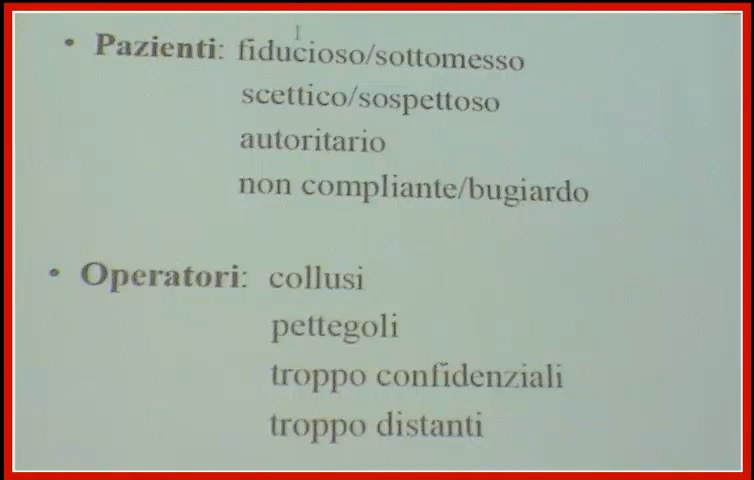 • Pazienti: fiducioso/sottomesso
scettico/sospettoso
autoritario
non compliante/bugiardo
• Operatori: collusi
pettegoli
troppo confidenziali
troppo distanti